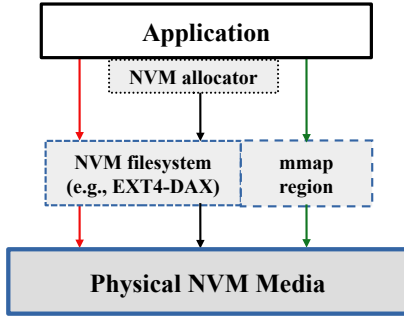 Application
NVM allocator
NVM filesystem
(e.g., EXT4-DAX)
mmap
region
Physical NVM Media